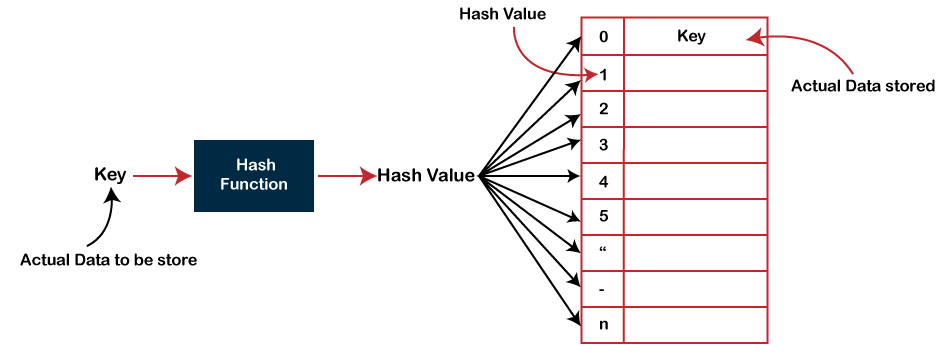 Hash Value
0 Key
1
Actual Data stored
2
3
Hash
Function
Key
Hash Value
4
5
Actual Data to be store
“
-
n